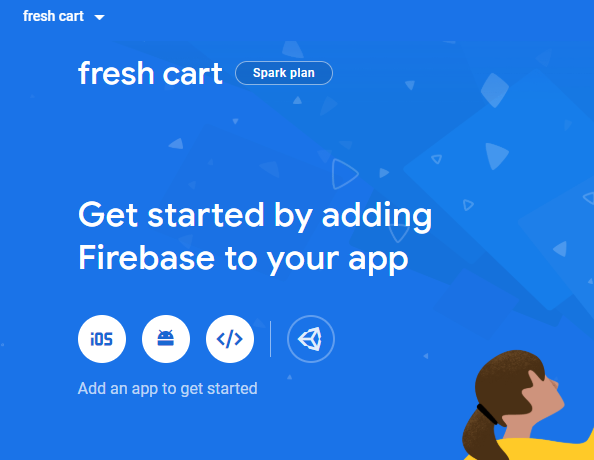 fresh cart
fresh cart
Spark plan
Get started by adding
Firebase to your app
iOS
</>
Add an app to get started